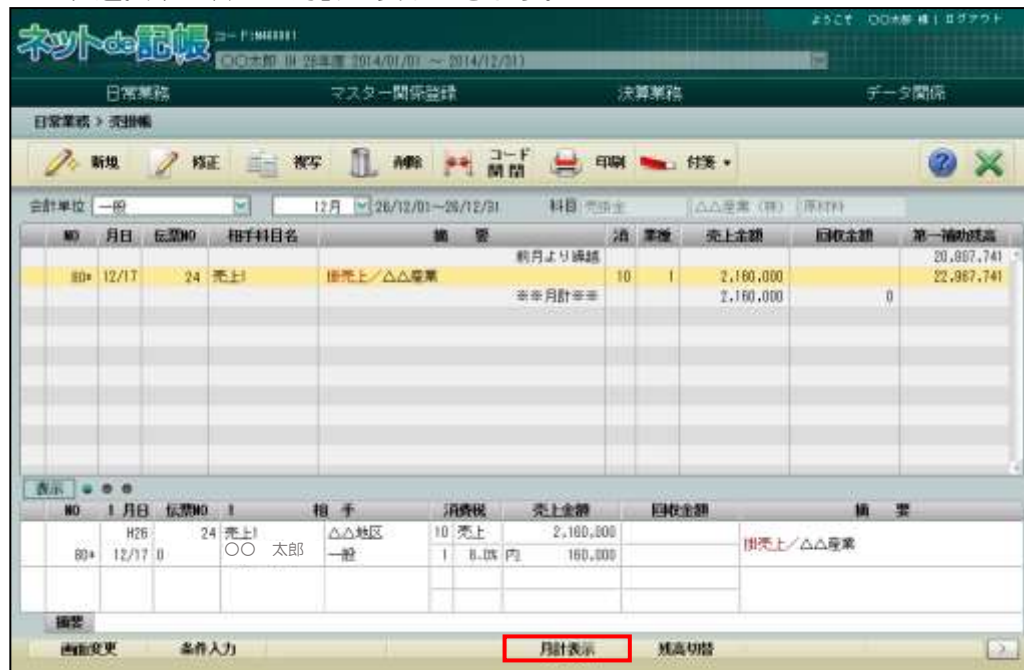 ネットde記帳
〇〇太郎 H 26年度 2014/01/01 ～ 2014/12/31)
ようこそ 〇〇太郎 様 | ログアウト
日常業務 マスター関係登録 決算業務 データ関係
日常業務 > 売掛帳
新規 修正 複写 削除 コード開閉 印刷 付箋
会計単位 一般 12月 26/12/01～26/12/31 科目 売掛金 △△産業 (株) 原材料
NO 月日 伝票NO 相手科目名 摘 要 消 業種 売上金額 回収金額 第一補助残高
前月より繰越 20,807,741
80* 12/17 24 売上1 掛売上／△△産業 10 1 2,160,000 22,967,741
※※月計※※ 2,160,000 0
表示
NO 月日 伝票NO 相 手 消費税 売上金額 回収金額 摘 要
H26 24 売上1 △△地区 10 売上 2,160,000 掛売上／△△産業
80* 12/17 0 〇〇 太郎 一般 1 8.0% 内 160,000
摘要
画面変更 条件入力 月計表示 残高切替